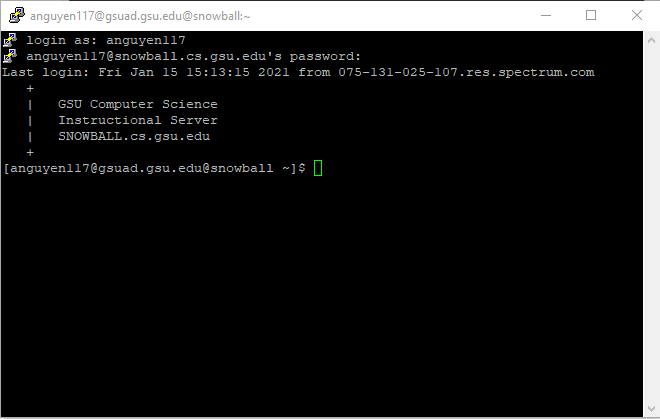 anguyen117@gsuad.gsu.edu@snowball:~
login as: anguyen117
anguyen117@snowball.cs.gsu.edu's password:
Last login: Fri Jan 15 15:13:15 2021 from 075-131-025-107.res.spectrum.com
+
|   GSU Computer Science
|   Instructional Server
|   SNOWBALL.cs.gsu.edu
+
[anguyen117@gsuad.gsu.edu@snowball ~]$